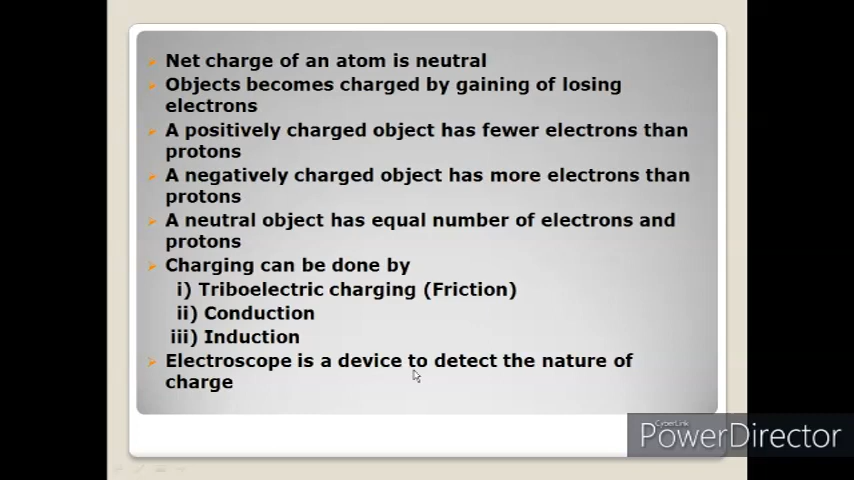 Net charge of an atom is neutral
Objects becomes charged by gaining of losing
electrons
A positively charged object has fewer electrons than
protons
A negatively charged object has more electrons than
protons
A neutral object has equal number of electrons and
protons
Charging can be done by
i) Triboelectric charging (Friction)
ii) Conduction
iii) Induction
Electroscope is a device to detect the nature of
charge
CyberLink
PowerDirector